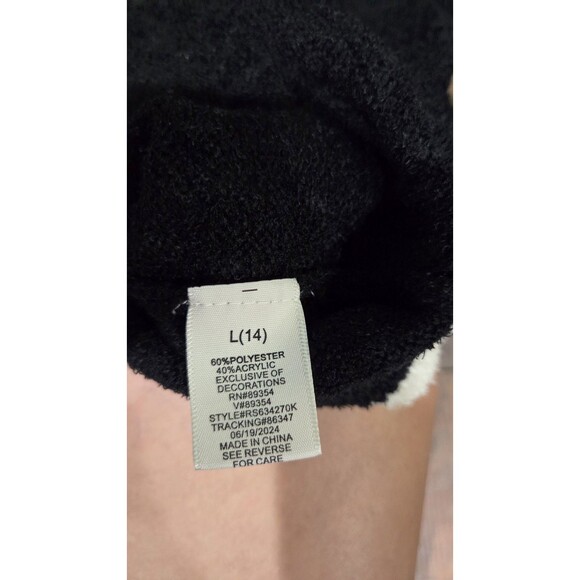 L(14)
60%POLYESTER
40%ACRYLIC
EXCLUSIVE OF
DECORATIONS
RN#89354
V#89354
STYLE#RS634270K
TRACKING#86347
06/19/2024
MADE IN CHINA
SEE REVERSE
FOR CARE